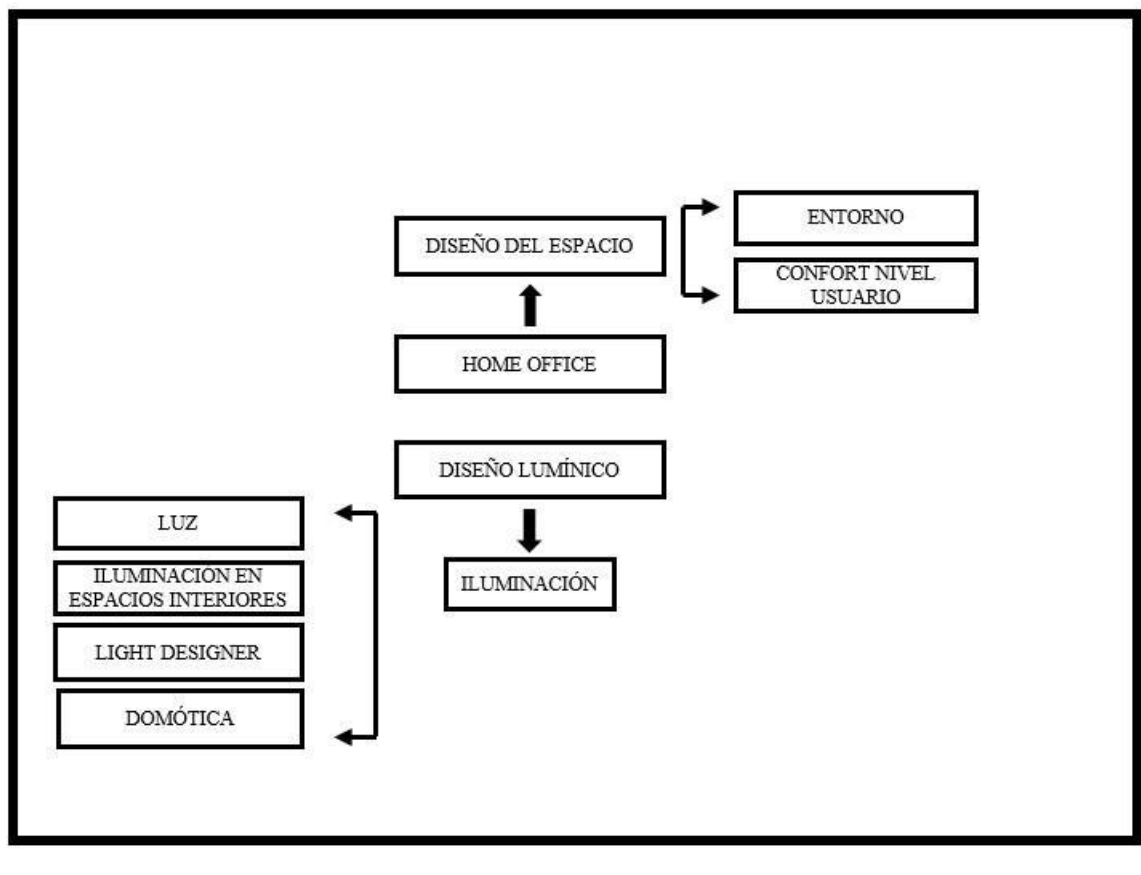 ENTORNO
DISEÑO DEL ESPACIO
CONFORT NIVEL
USUARIO
HOME OFFICE
DISEÑO LUMÍNICO
LUZ
ILUMINACIÓN
ILUMINACIÓN EN
ESPACIOS INTERIORES
LIGHT DESIGNER
DOMÓTICA